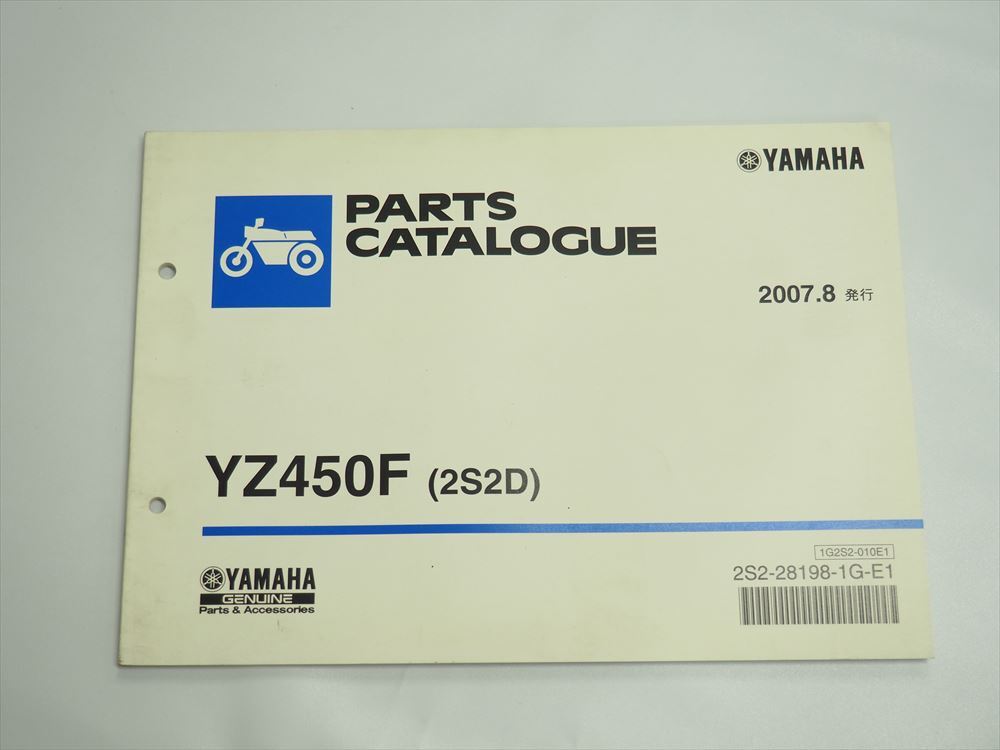 YAMAHA
PARTS
CATALOGUE
2007.8 発行
YZ450F (2S2D)
1G2S2-010E1
2S2-28198-1G-E1
YAMAHA
GENUINE
Parts & Accessories